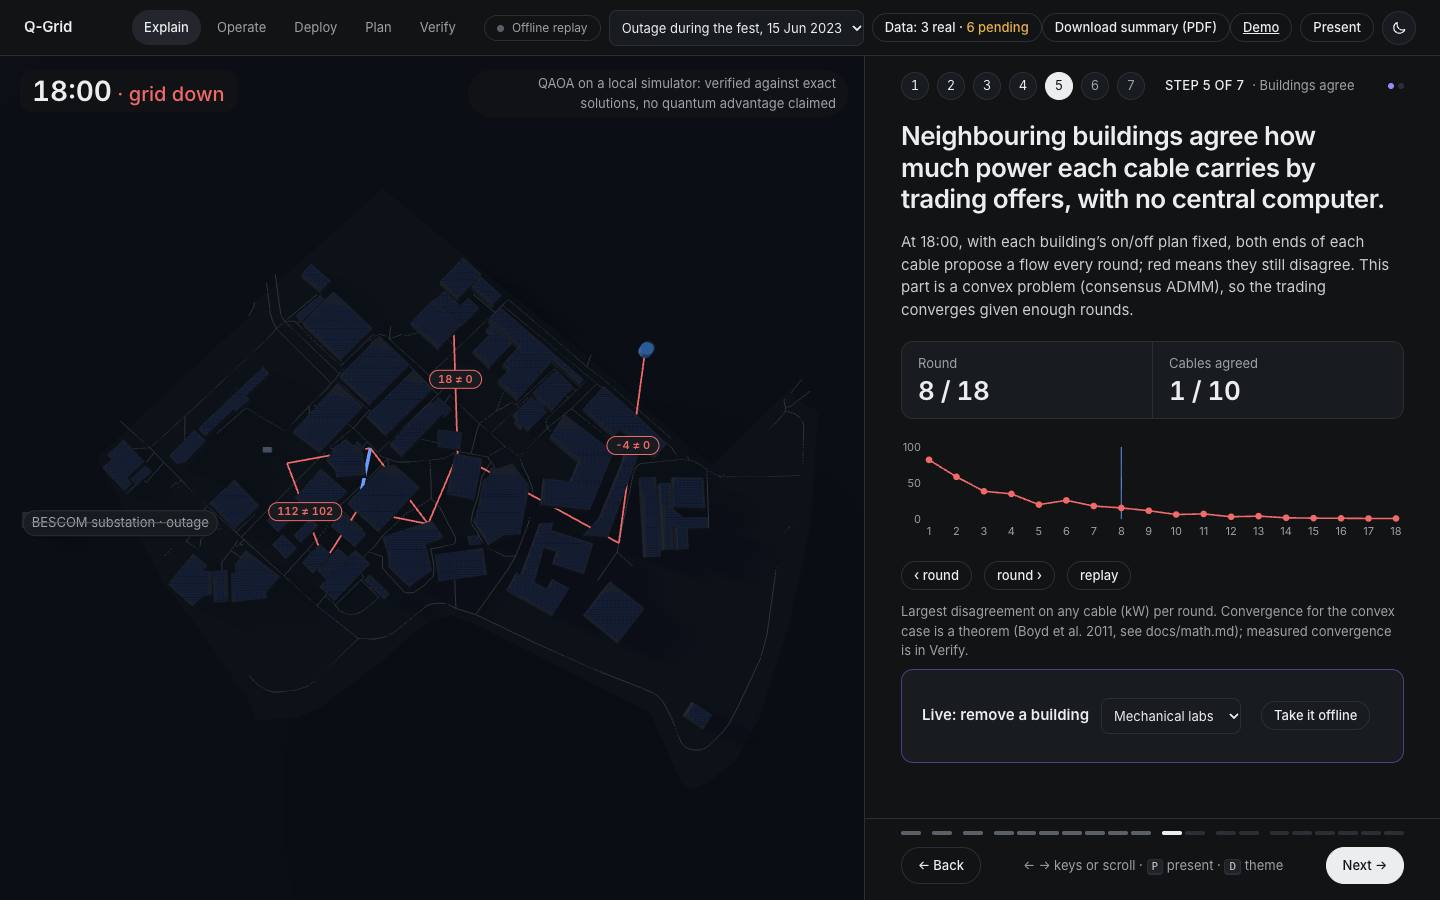 Q-Grid
Explain
Operate
Deploy
Plan
Verify
Offline replay
Outage during the fest, 15 Jun 2023
Data: 3 real · 6 pending
Download summary (PDF)
Demo
Present
18:00 · grid down
QAOA on a local simulator: verified against exact
solutions, no quantum advantage claimed
18 ≠ 0
-4 ≠ 0
112 ≠ 102
BESCOM substation · outage
1 2 3 4 5 6 7
STEP 5 OF 7 · Buildings agree
Neighbouring buildings agree how
much power each cable carries by
trading offers, with no central computer.
At 18:00, with each building’s on/off plan fixed, both ends of each
cable propose a flow every round; red means they still disagree. This
part is a convex problem (consensus ADMM), so the trading
converges given enough rounds.
Round
8 / 18
Cables agreed
1 / 10
100
50
0
1 2 3 4 5 6 7 8 9 10 11 12 13 14 15 16 17 18
‹ round
round ›
replay
Largest disagreement on any cable (kW) per round. Convergence for the convex
case is a theorem (Boyd et al. 2011, see docs/math.md); measured convergence
is in Verify.
Live: remove a building
Mechanical labs
Take it offline
← Back
← → keys or scroll · P present · D theme
Next →